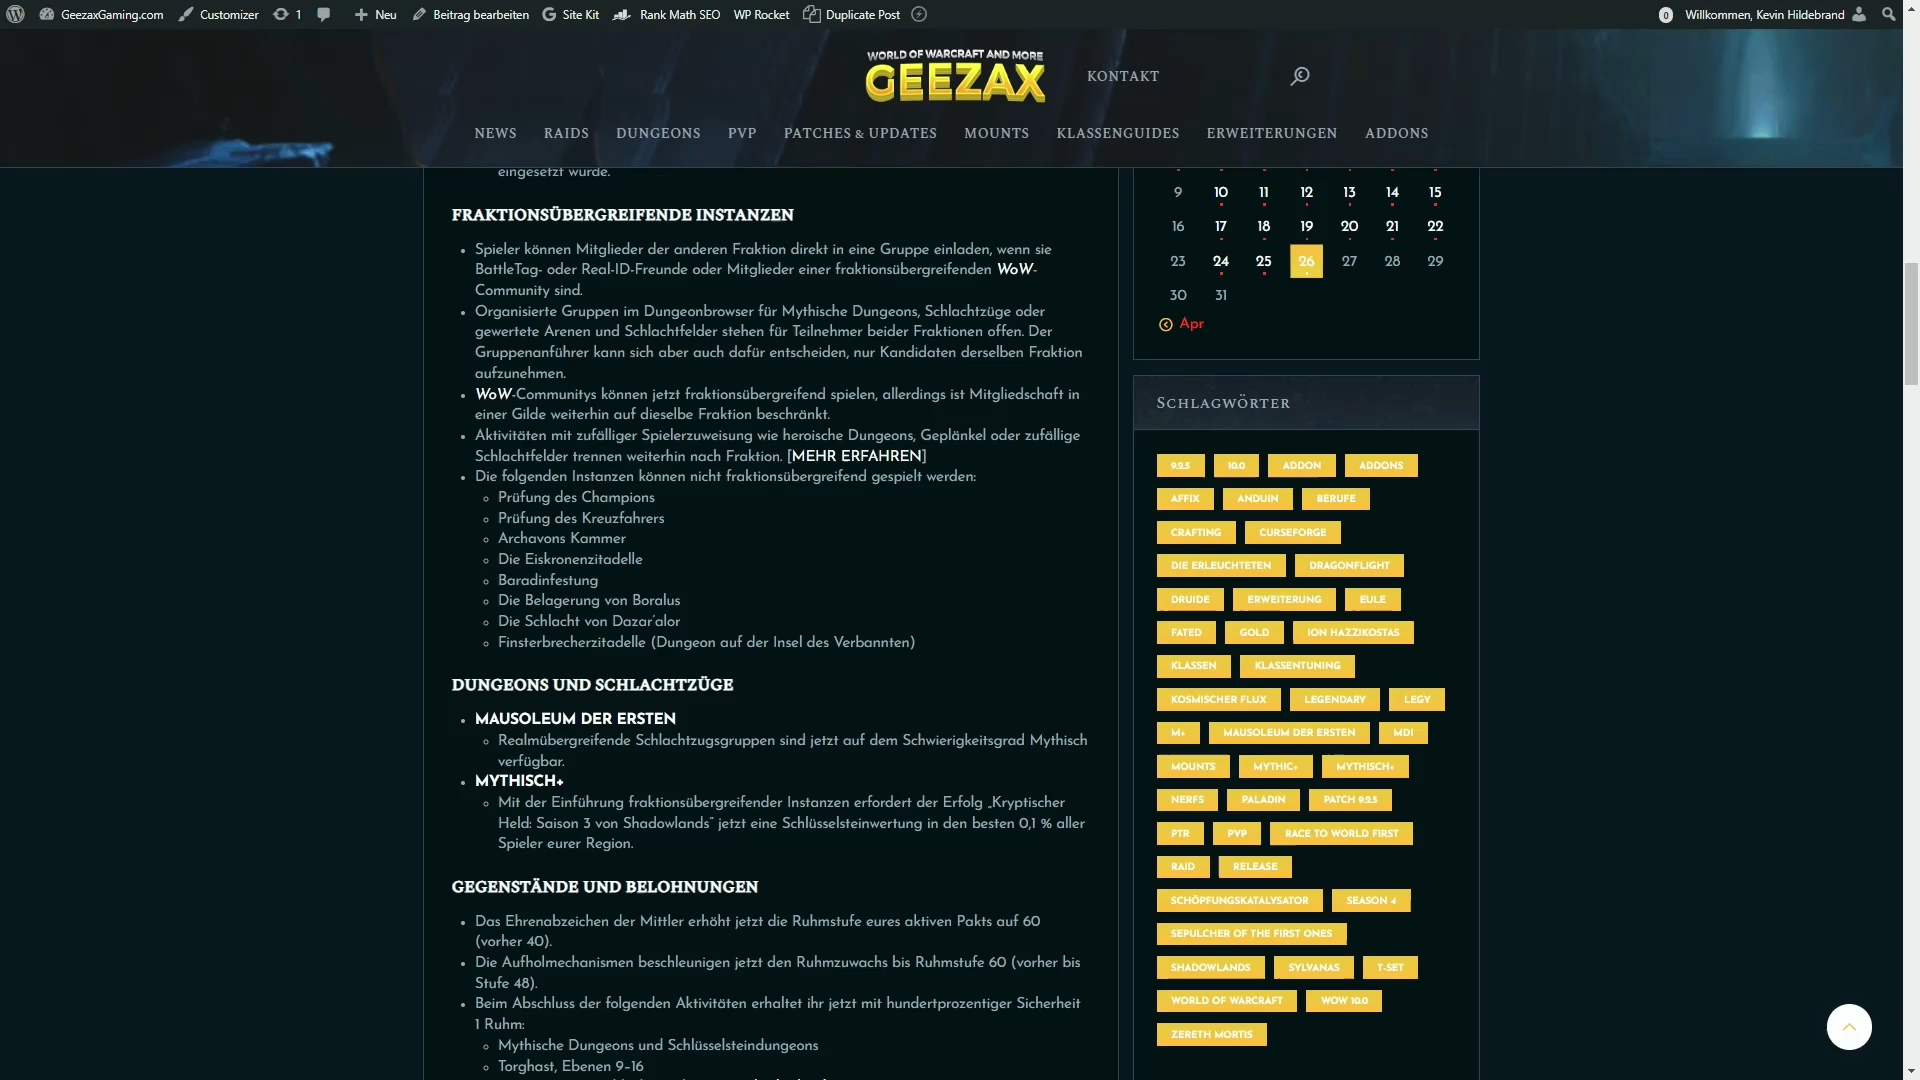 GeezaxGaming.com Customizer 1 Neu Beitrag bearbeiten Site Kit Rank Math SEO WP Rocket Duplicate Post 0 Willkommen, Kevin Hildebrand
WORLD OF WARCRAFT AND MORE
GEEZAX
KONTAKT
NEWS RAIDS DUNGEONS PVP PATCHES & UPDATES MOUNTS KLASSENGUIDES ERWEITERUNGEN ADDONS
eingesetzt wurde.
FRAKTIONSÜBERGREIFENDE INSTANZEN
Spieler können Mitglieder der anderen Fraktion direkt in eine Gruppe einladen, wenn sie
BattleTag- oder Real-ID-Freunde oder Mitglieder einer fraktionsübergreifenden WoW-
Community sind.
Organisierte Gruppen im Dungeonbrowser für Mythische Dungeons, Schlachtzüge oder
gewertete Arenen und Schlachtfelder stehen für Teilnehmer beider Fraktionen offen. Der
Gruppenanführer kann sich aber auch dafür entscheiden, nur Kandidaten derselben Fraktion
aufzunehmen.
WoW-Communitys können jetzt fraktionsübergreifend spielen, allerdings ist Mitgliedschaft in
einer Gilde weiterhin auf dieselbe Fraktion beschränkt.
Aktivitäten mit zufälliger Spielerzuweisung wie heroische Dungeons, Geplänkel oder zufällige
Schlachtfelder trennen weiterhin nach Fraktion. [MEHR ERFAHREN]
Die folgenden Instanzen können nicht fraktionsübergreifend gespielt werden:
Prüfung des Champions
Prüfung des Kreuzfahrers
Archavons Kammer
Die Eiskronenzitadelle
Baradinfestung
Die Belagerung von Boralus
Die Schlacht von Dazar'alor
Finsterbrecherzitadelle (Dungeon auf der Insel des Verbannten)
DUNGEONS UND SCHLACHTZÜGE
MAUSOLEUM DER ERSTEN
Realmübergreifende Schlachtzugsgruppen sind jetzt auf dem Schwierigkeitsgrad Mythisch
verfügbar.
MYTHISCH+
Mit der Einführung fraktionsübergreifender Instanzen erfordert der Erfolg „Kryptischer
Held: Saison 3 von Shadowlands“ jetzt eine Schlüsselsteinwertung in den besten 0,1 % aller
Spieler eurer Region.
GEGENSTÄNDE UND BELOHNUNGEN
Das Ehrenabzeichen der Mittler erhöht jetzt die Ruhmstufe eures aktiven Pakts auf 60
(vorher 40).
Die Aufholmechanismen beschleunigen jetzt den Ruhmzuwachs bis Ruhmstufe 60 (vorher bis
Stufe 48).
Beim Abschluss der folgenden Aktivitäten erhaltet ihr jetzt mit hundertprozentiger Sicherheit
1 Ruhm:
Mythische Dungeons und Schlüsselsteindungeons
Torghast, Ebenen 9–16
9 10 11 12 13 14 15
16 17 18 19 20 21 22
23 24 25 26 27 28 29
30 31
Apr
SCHLAGWÖRTER
9.2.5 10.0 ADDON ADDONS
AFFIX ANDUIN BERUFE
CRAFTING CURSEFORGE
DIE ERLEUCHTETEN DRAGONFLIGHT
DRUIDE ERWEITERUNG EULE
FATED GOLD ION HAZZIKOSTAS
KLASSEN KLASSENTUNING
KOSMISCHER FLUX LEGENDARY LEGY
M+ MAUSOLEUM DER ERSTEN MDI
MOUNTS MYTHIC+ MYTHISCH+
NERFS PALADIN PATCH 9.2.5
PTR PVP RACE TO WORLD FIRST
RAID RELEASE
SCHÖPFUNGSKATALYSATOR SEASON 4
SEPULCHER OF THE FIRST ONES
SHADOWLANDS SYLVANAS T-SET
WORLD OF WARCRAFT WOW 10.0
ZERETH MORTIS